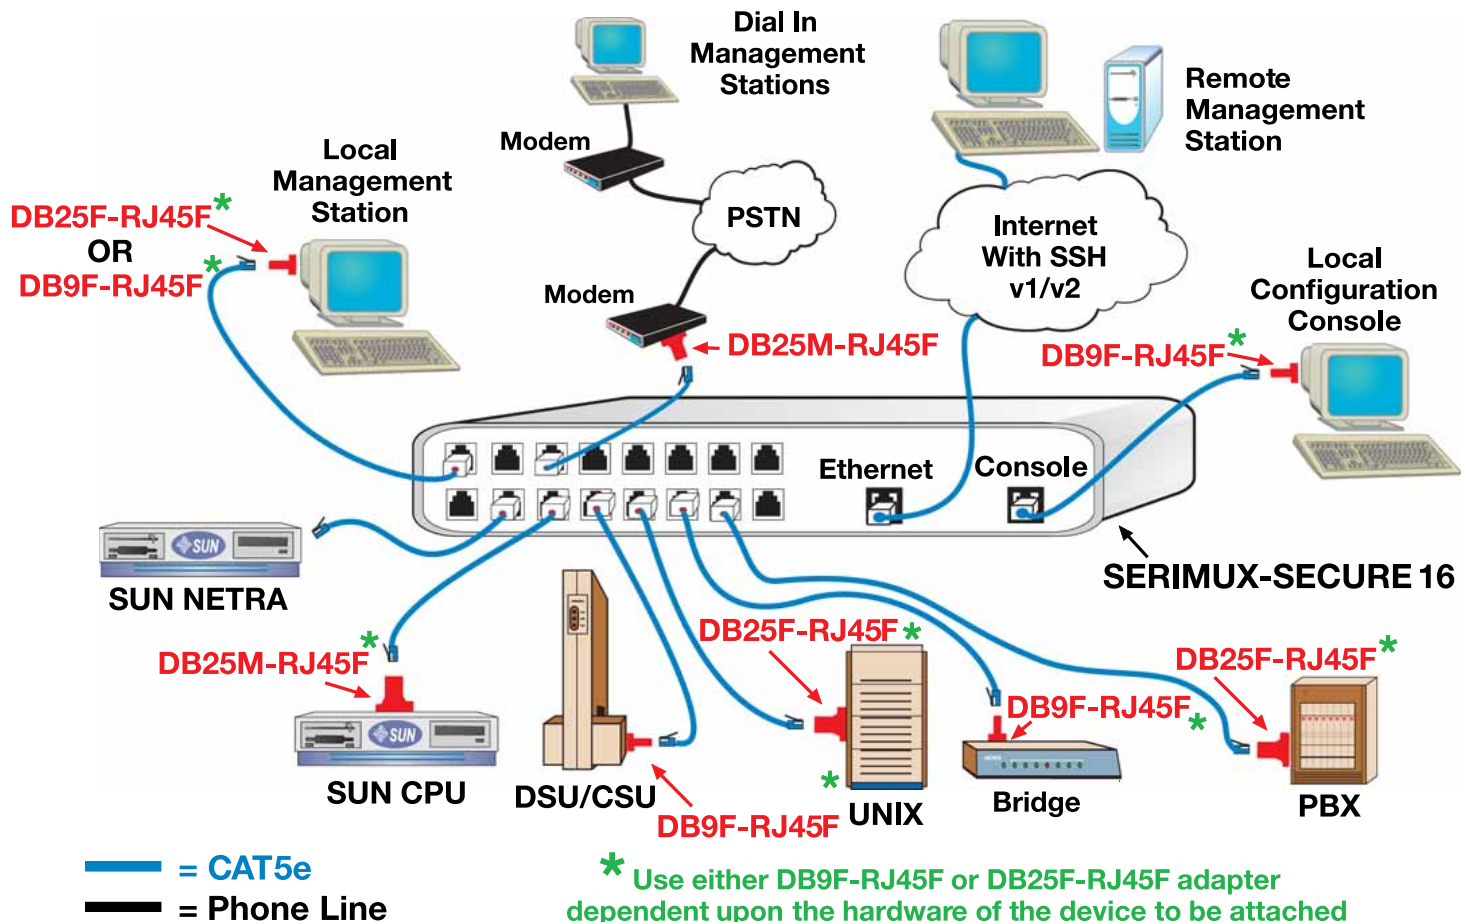 Dial In
Management
Stations
Remote
Management
Station
Modem
Local
Management
Station
DB25F-RJ45F*
OR
DB9F-RJ45F*
PSTN
Internet
With SSH
v1/v2
Modem
DB25M-RJ45F
Local
Configuration
Console
DB9F-RJ45F*
Ethernet
Console
SERIMUX-SECURE 16
SUN
SUN NETRA
DB25M-RJ45F*
SUN
SUN CPU
DSU/CSU
DB9F-RJ45F
*
DB25F-RJ45F*
UNIX
DB9F-RJ45F*
Bridge
DB25F-RJ45F*
PBX
= CAT5e
= Phone Line
* Use either DB9F-RJ45F or DB25F-RJ45F adapter
dependent upon the hardware of the device to be attached